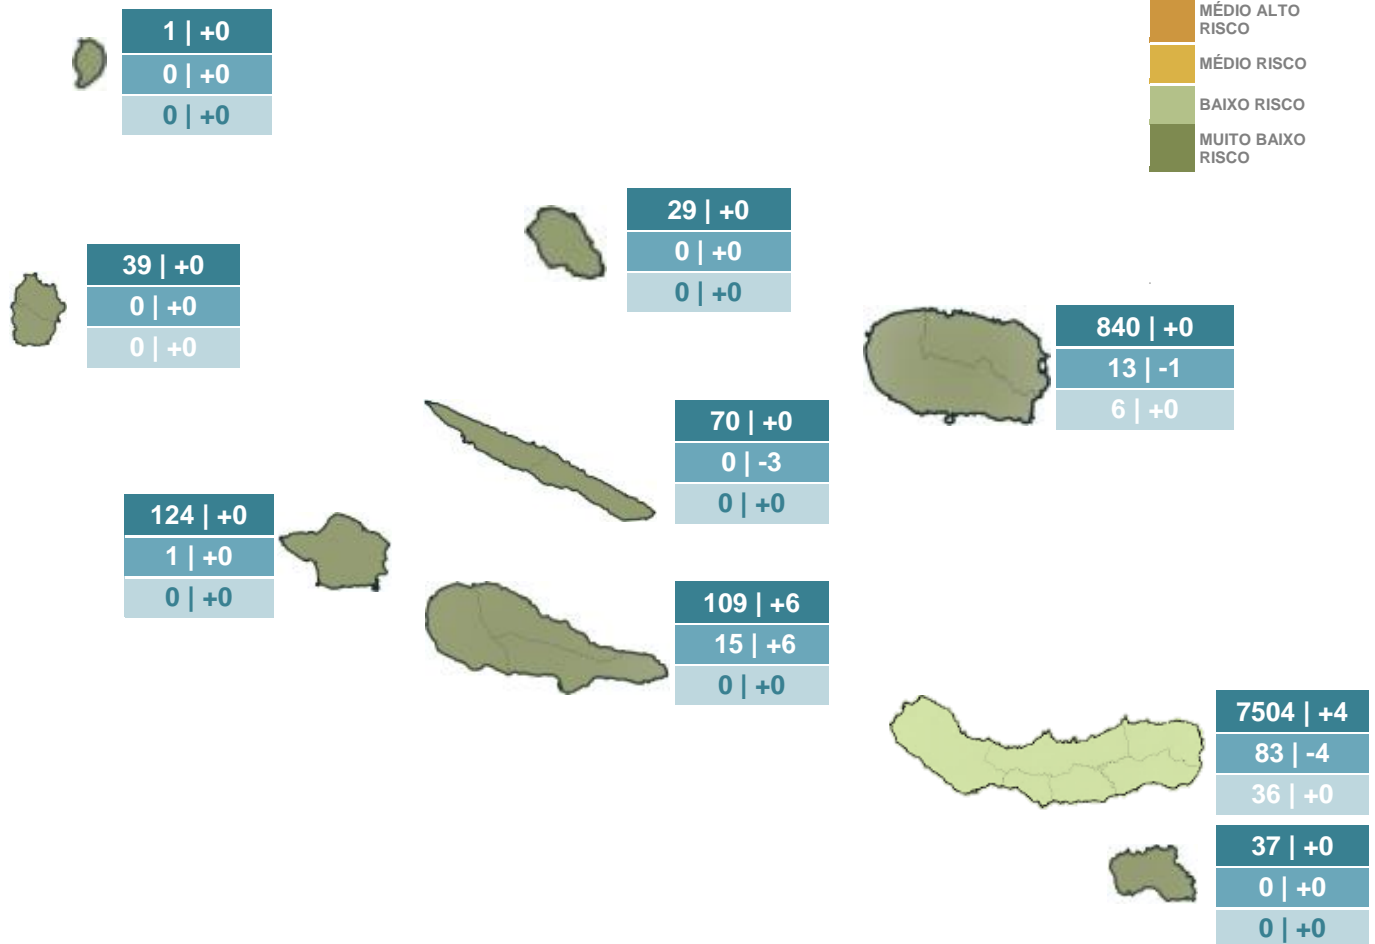 MÉDIO ALTO
RISCO
MÉDIO RISCO
BAIXO RISCO
MUITO BAIXO
RISCO
1 | +0
0 | +0
0 | +0
29 | +0
0 | +0
0 | +0
39 | +0
0 | +0
0 | +0
840 | +0
13 | -1
6 | +0
70 | +0
0 | -3
0 | +0
124 | +0
1 | +0
0 | +0
109 | +6
15 | +6
0 | +0
7504 | +4
83 | -4
36 | +0
37 | +0
0 | +0
0 | +0